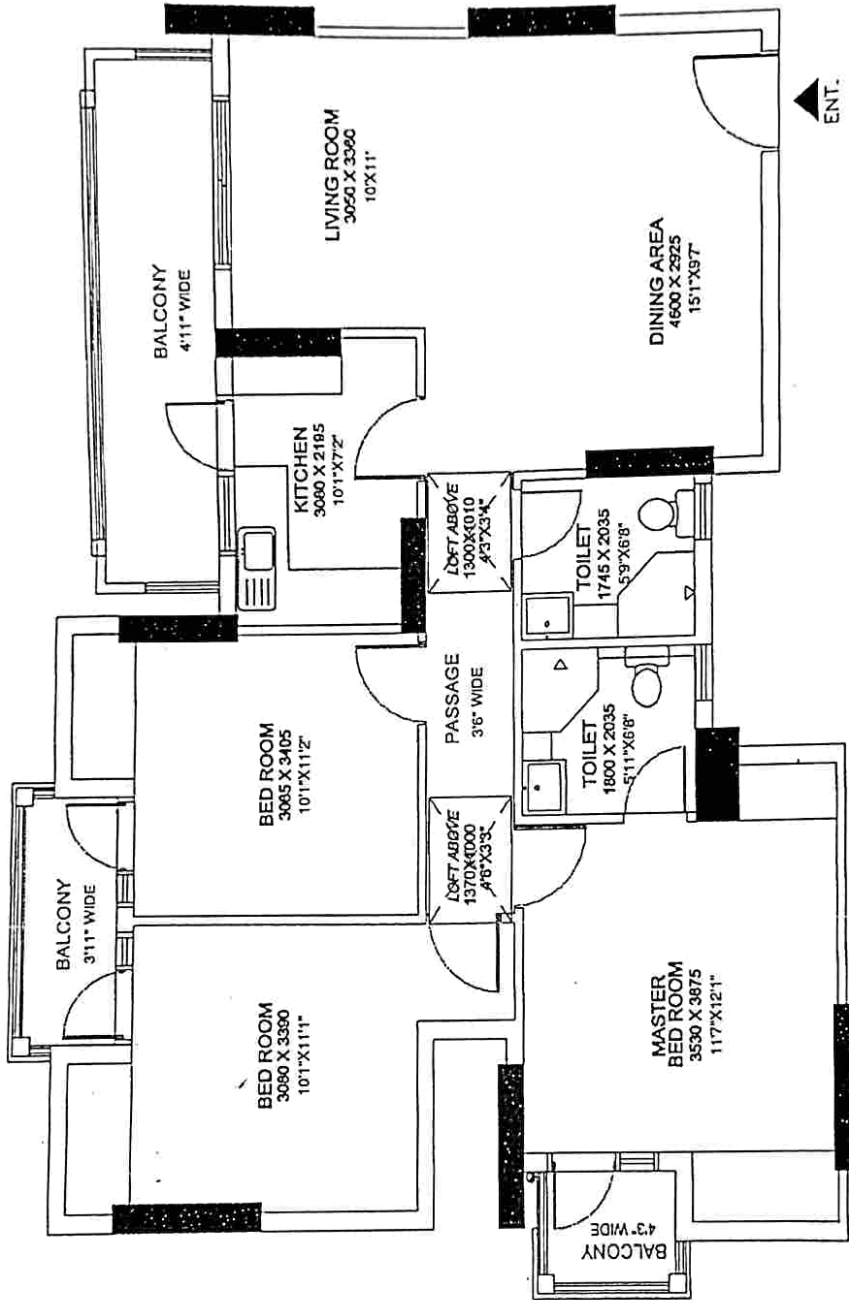 BALCONY
4'11" WIDE
LIVING ROOM
3050 X 3360
10'X11'
KITCHEN
3080 X 2195
10'1"X7'2"
DINING AREA
4600 X 2925
15'1"X9'7"
ENT.
LOFT ABOVE
1300X1010
4'3"X3'4"
TOILET
1745 X 2035
5'9"X6'8"
PASSAGE
3'6" WIDE
TOILET
1800 X 2035
5'11"X6'8"
BED ROOM
3065 X 3405
10'1"X11'2"
LOFT ABOVE
1370X1000
4'6"X3'3"
BALCONY
3'11" WIDE
BED ROOM
3080 X 3390
10'1"X11'1"
MASTER
BED ROOM
3530 X 3875
11'7"X12'1"
BALCONY
4'3" WIDE